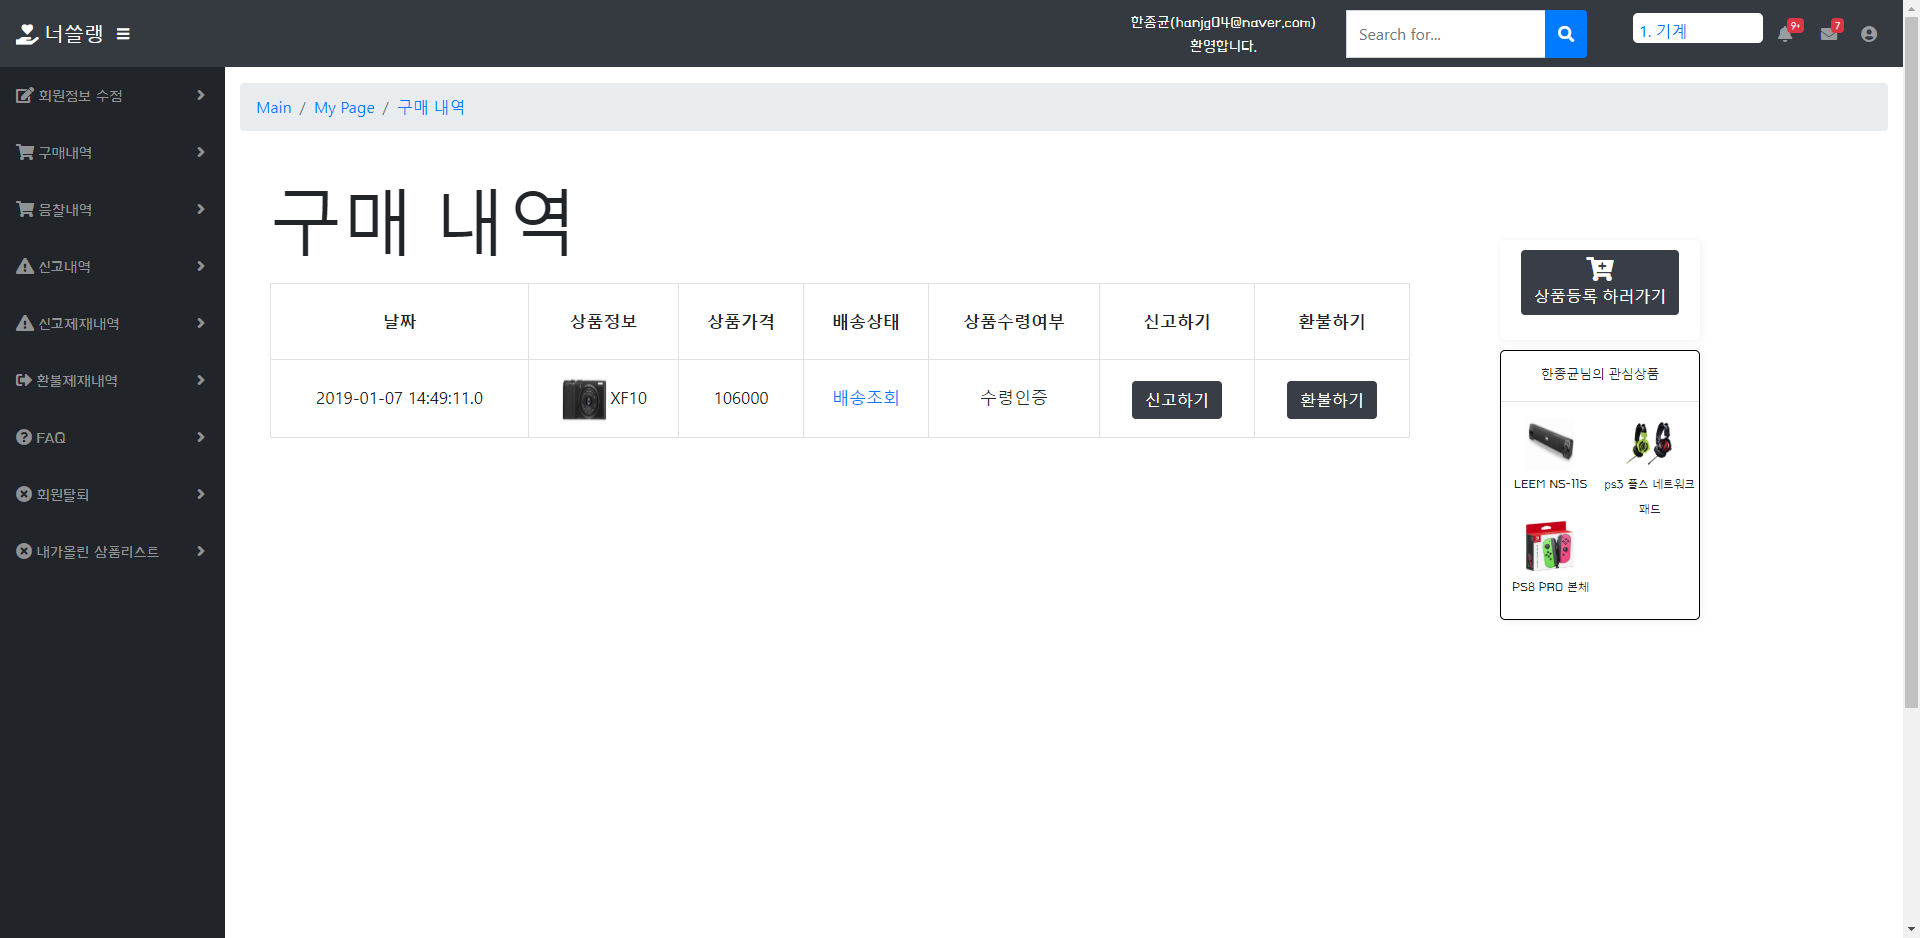 너쓸랭
한종균(hanjg04@naver.com)
환영합니다.
Search for...
1. 기계
9+
7
회원정보 수정
구매내역
응찰내역
신고내역
신고제재내역
환불제재내역
FAQ
회원탈퇴
내가올린 상품리스트
Main / My Page / 구매 내역
구매 내역
날짜 상품정보 상품가격 배송상태 상품수령여부 신고하기 환불하기
2019-01-07 14:49:11.0 XF10 106000 배송조회 수령인증 신고하기 환불하기
상품등록 하러가기
한종균님의 관심상품
LEEM NS-11S
ps3 플스 네트워크
패드
PS8 PRO 본체